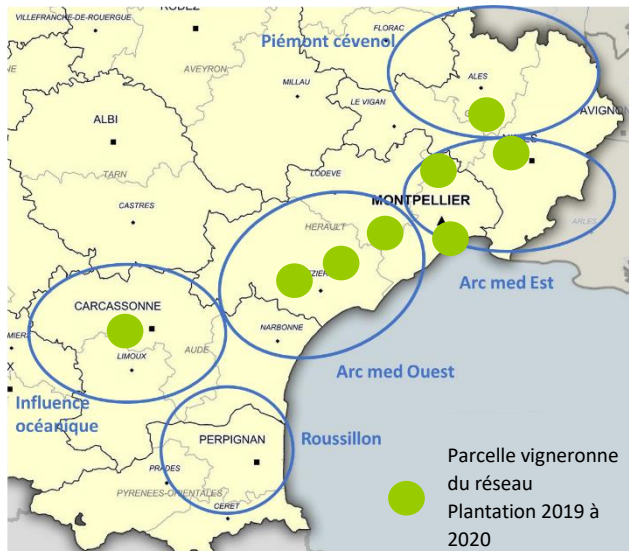 VILLEFRANCHE-DE-ROUERGUE
RODEZ
FLORAC
Piémont cévenol
AVEYRON
MILLAU
ALES
LE VIGAN
ALBI
AVIGNON
TARN
LODEVE
MONTPELLIER
CASTRES
HERAULT
ARLES
Arc med Est
CARCASSONNE
NARBONNE
LIMOUX
AUDE
Arc med Ouest
Influence
océanique
PERPIGNAN
Roussillon
PRADES
PYRENEES-ORIENTALES
CERET
Parcelle vigneronne
du réseau
Plantation 2019 à
2020